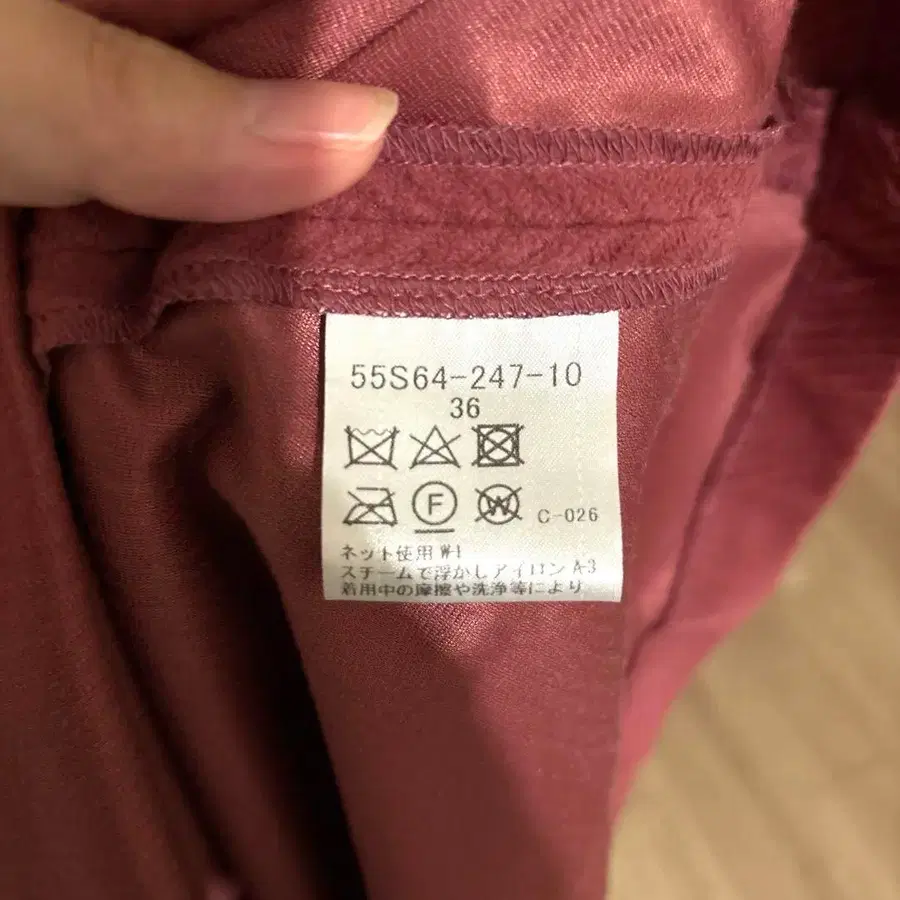 55S64-247-10
36
F
W
C-026
ネット使用 W-1
スチームで浮かしアイロン A-3
着用中の摩擦や洗浄等により